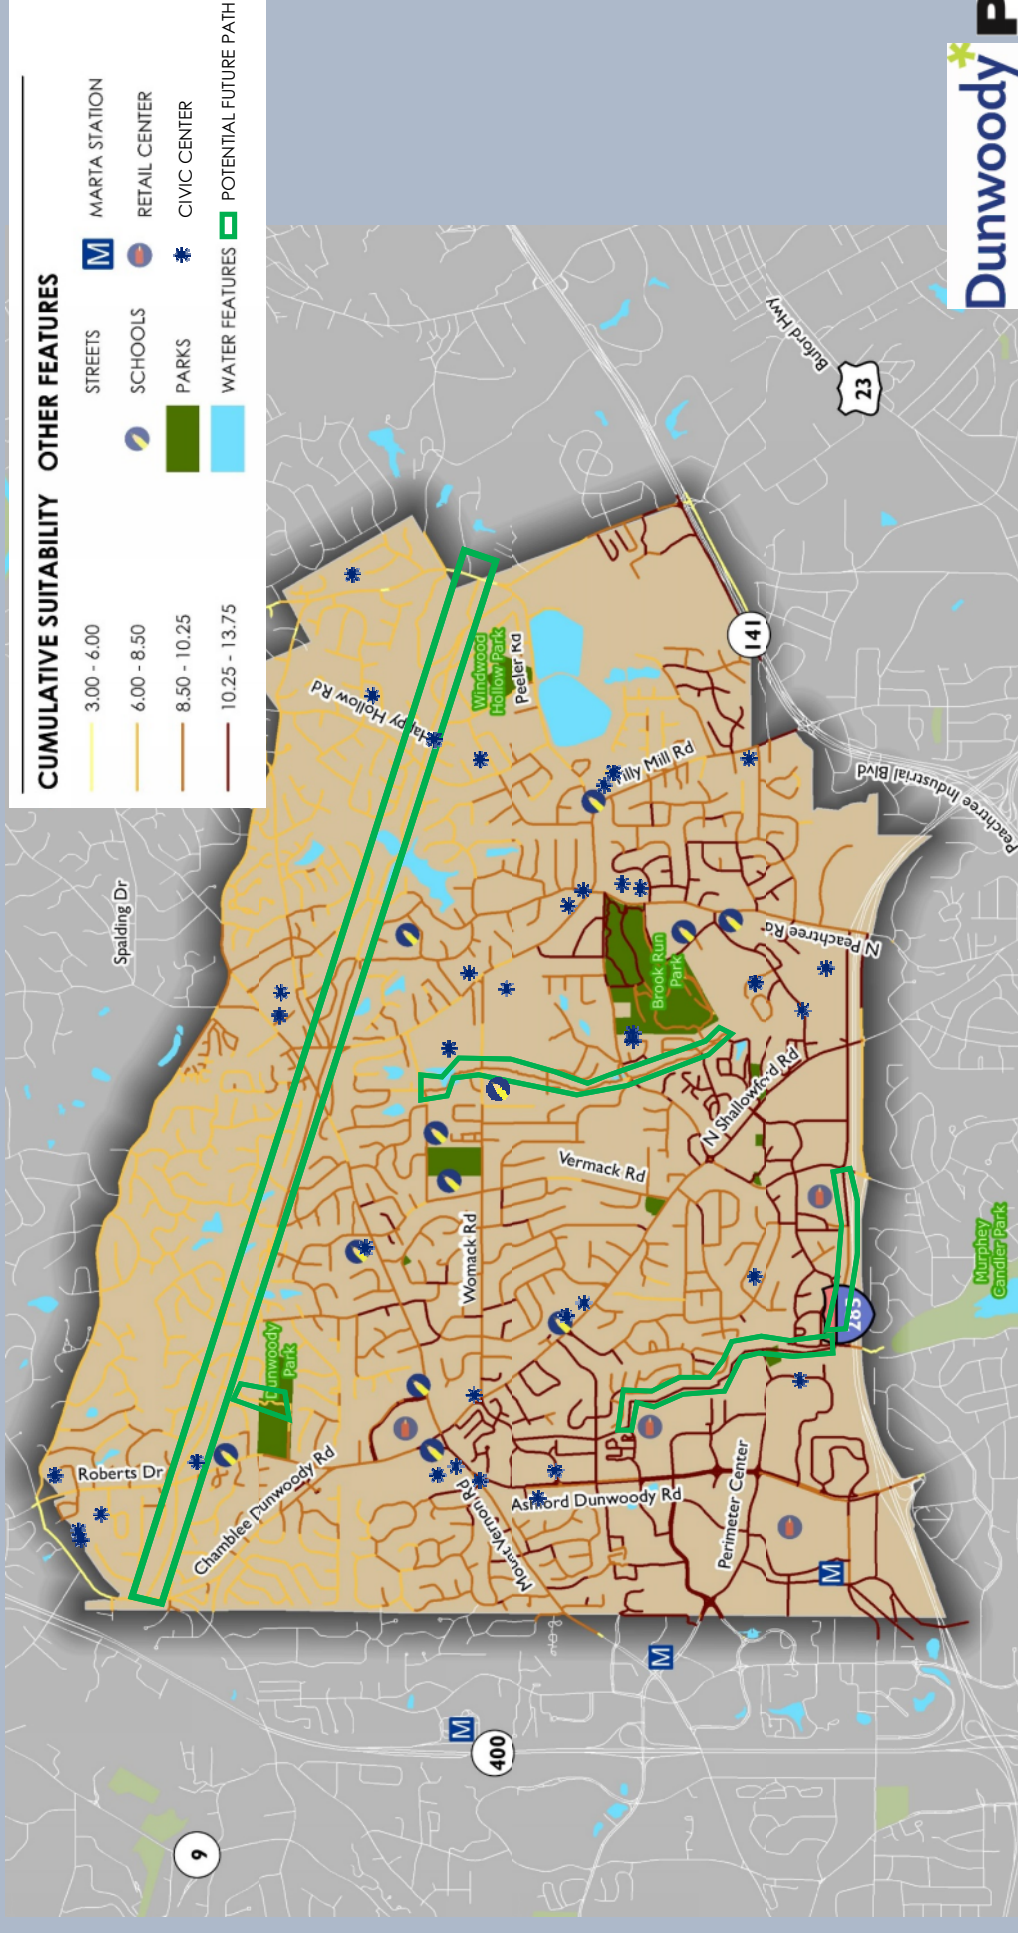 CUMULATIVE SUITABILITY
3.00 - 6.00
6.00 - 8.50
8.50 - 10.25
10.25 - 13.75
OTHER FEATURES
STREETS
SCHOOLS
PARKS
WATER FEATURES
M MARTA STATION
RETAIL CENTER
CIVIC CENTER
POTENTIAL FUTURE PATH
Spalding Dr
Roberts Dr
Dunwoody
Park
Chamblee Dunwoody Rd
Happy Hollow Rd
Windwood
Hollow Park
Peeler Rd
Tilly Mill Rd
Womack Rd
Vermack Rd
Mount Vernon Rd
Ashford Dunwoody Rd
Perimeter Center
Brook Run
Park
N Shallowford Rd
N Peachtree Rd
Peachtree Industrial Blvd
Buford Hwy
23
141
285
400
9
M
M
M
Murphey
Candler Park
Dunwoody
P